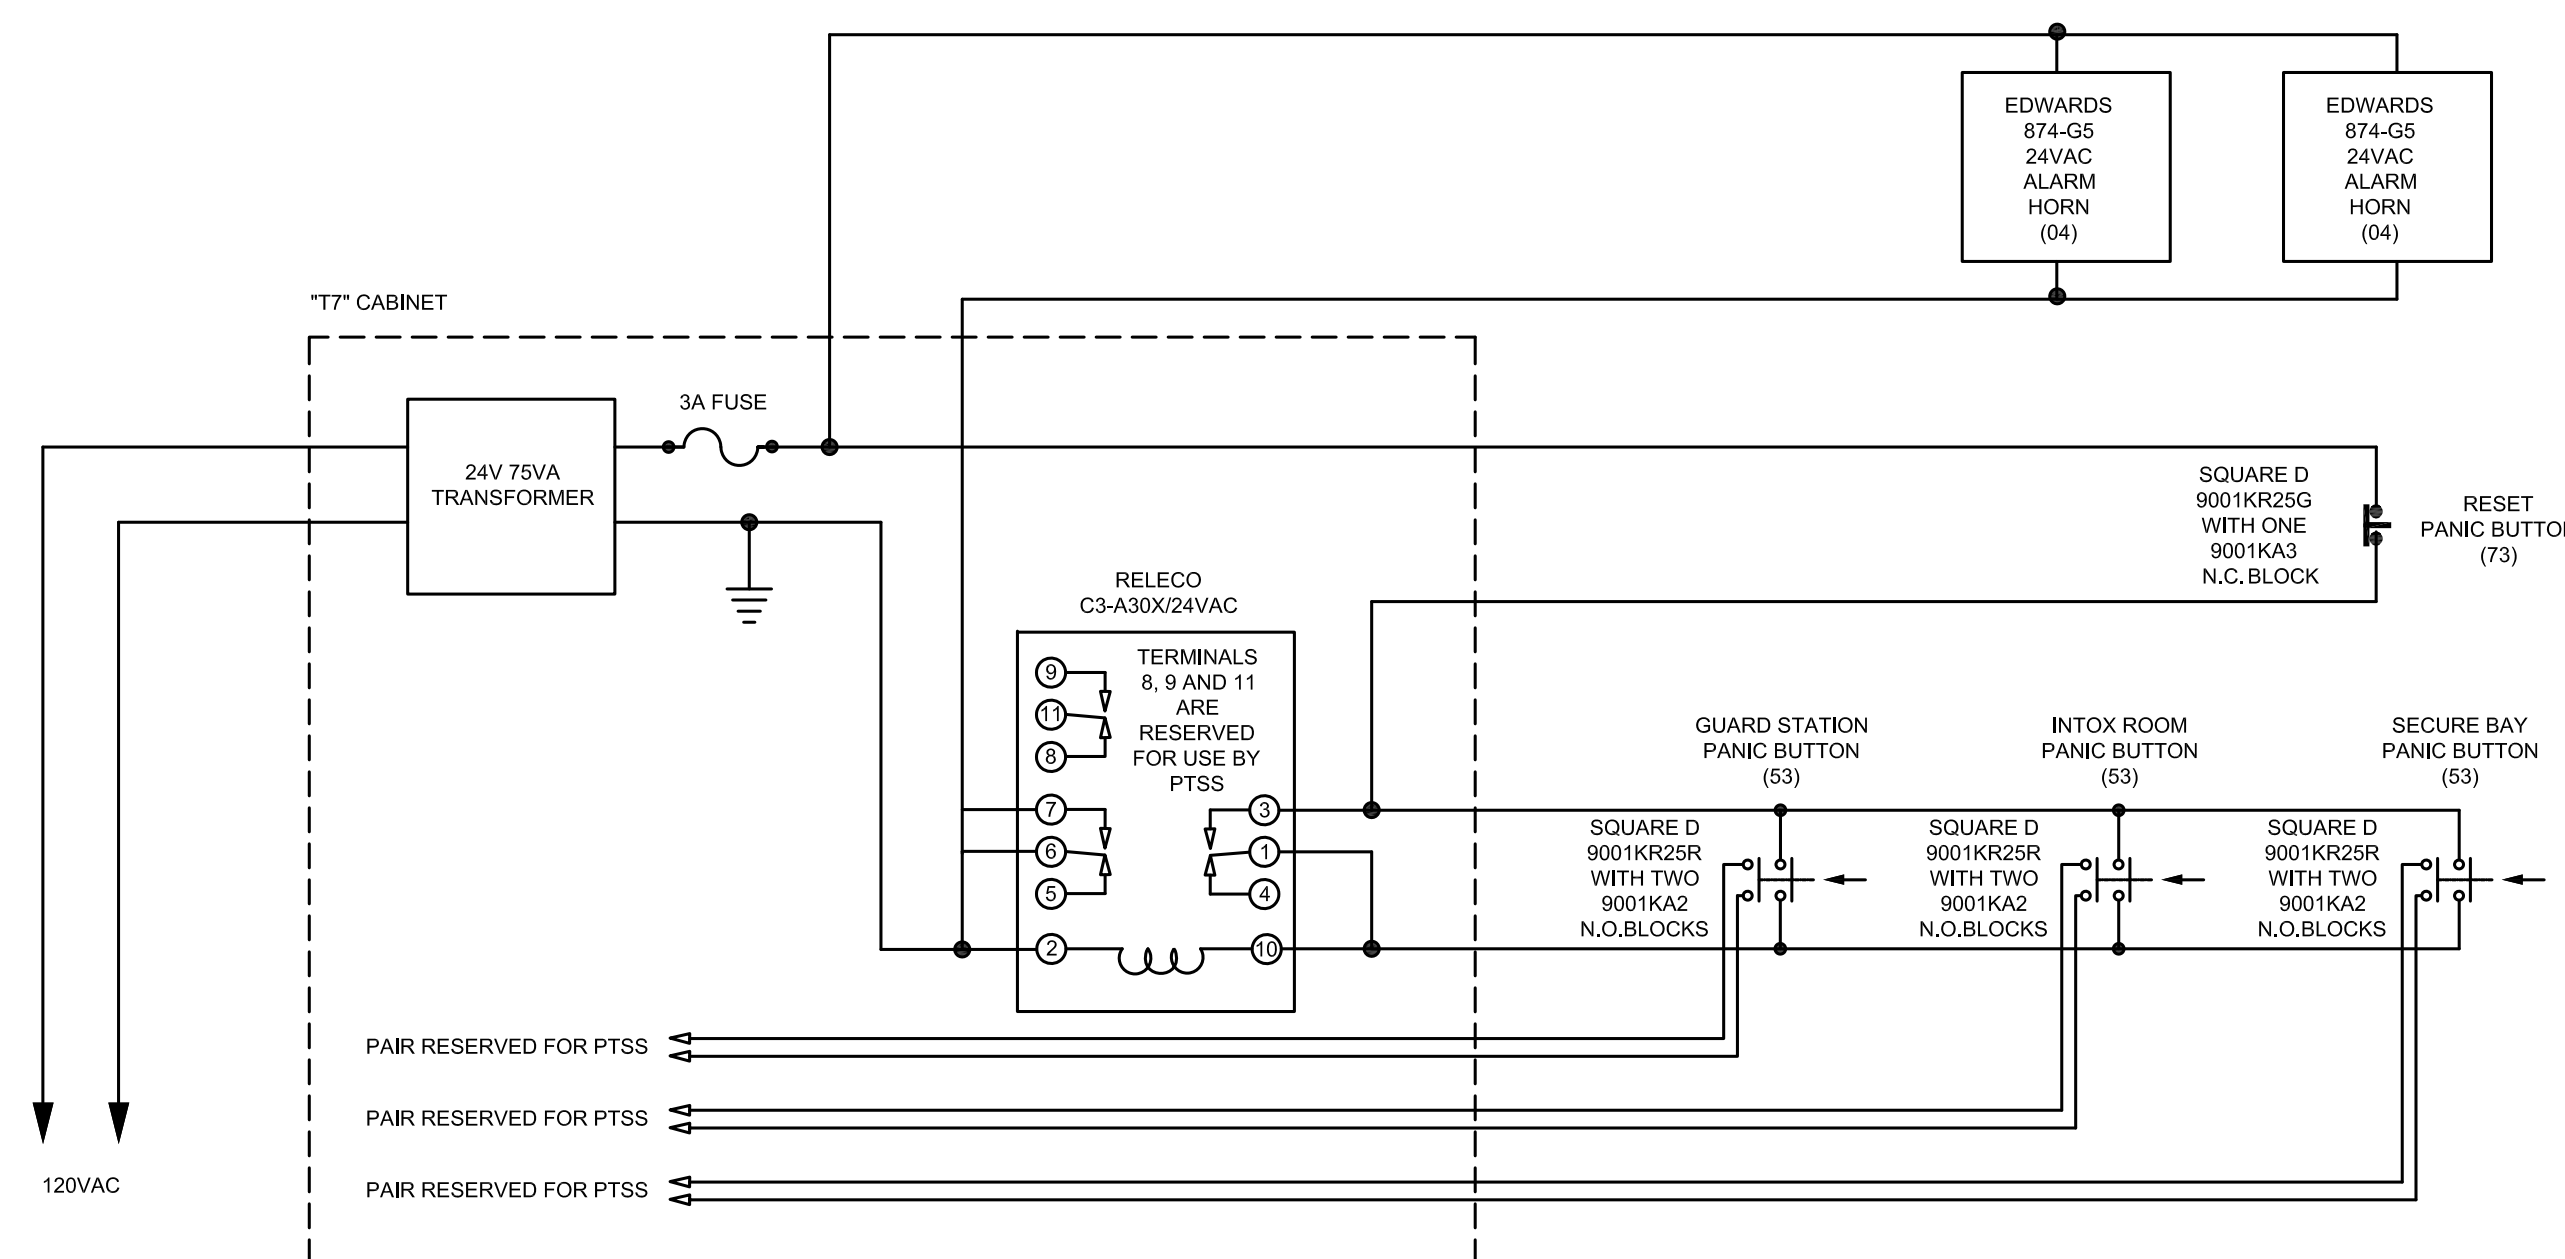 EDWARDS
874-G5
24VAC
ALARM
HORN
(04)
EDWARDS
874-G5
24VAC
ALARM
HORN
(04)
"T7" CABINET
3A FUSE
24V 75VA
TRANSFORMER
SQUARE D
9001KR25G
WITH ONE
9001KA3
N.C. BLOCK
RESET
PANIC BUTTON
(73)
RELECO
C3-A30X/24VAC
TERMINALS
8, 9 AND 11
ARE
RESERVED
FOR USE BY
PTSS
9
11
8
7
6
5
2
3
1
4
10
GUARD STATION
PANIC BUTTON
(53)
INTOX ROOM
PANIC BUTTON
(53)
SECURE BAY
PANIC BUTTON
(53)
SQUARE D
9001KR25R
WITH TWO
9001KA2
N.O.BLOCKS
SQUARE D
9001KR25R
WITH TWO
9001KA2
N.O.BLOCKS
SQUARE D
9001KR25R
WITH TWO
9001KA2
N.O.BLOCKS
PAIR RESERVED FOR PTSS
PAIR RESERVED FOR PTSS
PAIR RESERVED FOR PTSS
120VAC